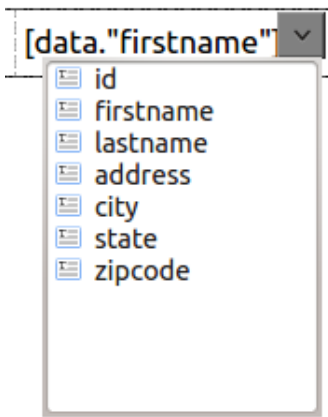 [data."firstname"]
id
firstname
lastname
address
city
state
zipcode